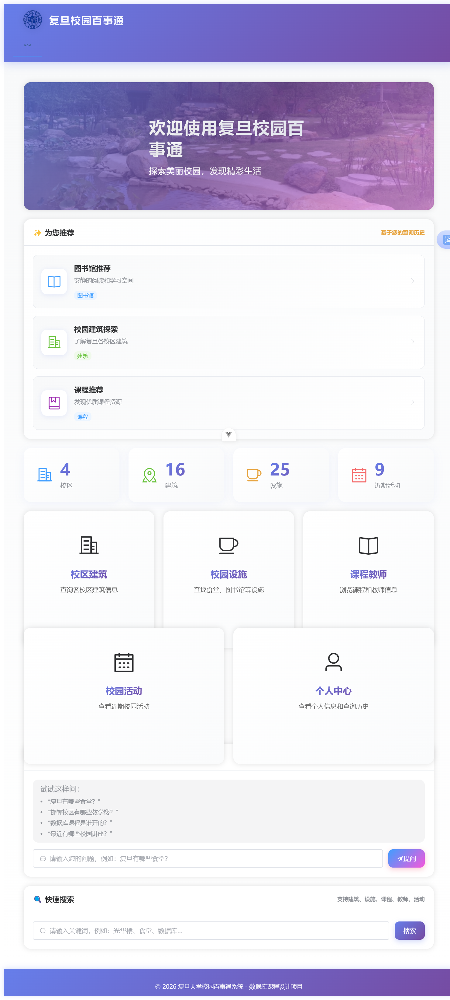 复旦校园百事通
欢迎使用复旦校园百
事通
探索美丽校园，发现精彩生活
✨ 为您推荐
基于您的查询历史
译
图书馆推荐
安静的阅读和学习空间
图书馆
校园建筑探索
了解复旦各校区建筑
建筑
课程推荐
发现优质课程资源
课程
4
校区
16
建筑
25
设施
9
近期活动
校区建筑
查询各校区建筑信息
校园设施
查找食堂、图书馆等设施
课程教师
浏览课程和教师信息
校园活动
查看近期校园活动
个人中心
查看个人信息和查询历史
试试这样问：
• “复旦有哪些食堂？”
• “邯郸校区有哪些教学楼？”
• “数据库课程是谁开的？”
• “最近有哪些校园讲座？”
请输入您的问题，例如：复旦有哪些食堂？
提问
🔍 快速搜索
支持建筑、设施、课程、教师、活动
请输入关键词，例如：光华楼、食堂、数据库...
搜索
© 2026 复旦大学校园百事通系统 - 数据库课程设计项目